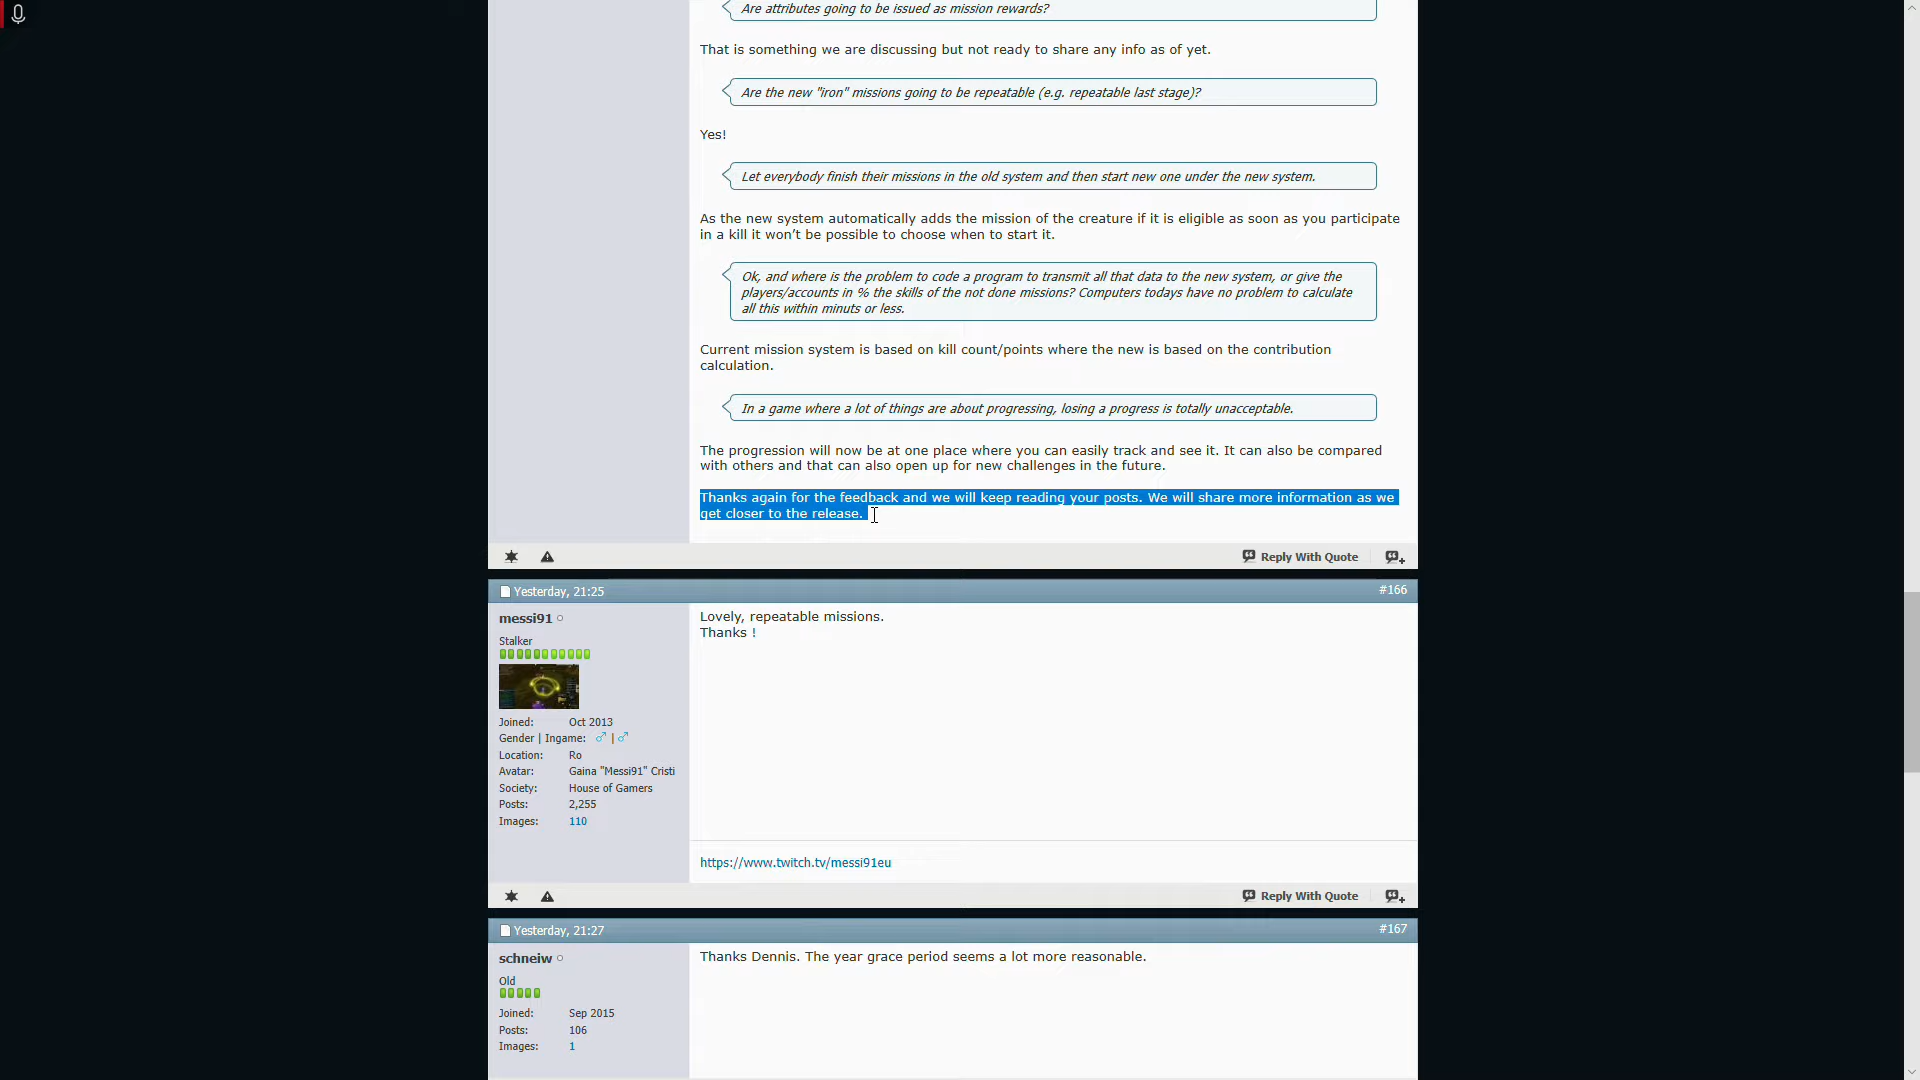 Are attributes going to be issued as mission rewards?
That is something we are discussing but not ready to share any info as of yet.
Are the new "iron" missions going to be repeatable (e.g. repeatable last stage)?
Yes!
Let everybody finish their missions in the old system and then start new one under the new system.
As the new system automatically adds the mission of the creature if it is eligible as soon as you participate
in a kill it won't be possible to choose when to start it.
Ok, and where is the problem to code a program to transmit all that data to the new system, or give the
players/accounts in % the skills of the not done missions? Computers todays have no problem to calculate
all this within minuts or less.
Current mission system is based on kill count/points where the new is based on the contribution
calculation.
In a game where a lot of things are about progressing, losing a progress is totally unacceptable.
The progression will now be at one place where you can easily track and see it. It can also be compared
with others and that can also open up for new challenges in the future.
Thanks again for the feedback and we will keep reading your posts. We will share more information as we
get closer to the release.
Reply With Quote
Yesterday, 21:25 #166
messi91
Stalker
Joined: Oct 2013
Gender | Ingame: ♂ | ♂
Location: Ro
Avatar: Gaina "Messi91" Cristi
Society: House of Gamers
Posts: 2,255
Images: 110
Lovely, repeatable missions.
Thanks !
https://www.twitch.tv/messi91eu
Reply With Quote
Yesterday, 21:27 #167
schneiw
Old
Joined: Sep 2015
Posts: 106
Images: 1
Thanks Dennis. The year grace period seems a lot more reasonable.